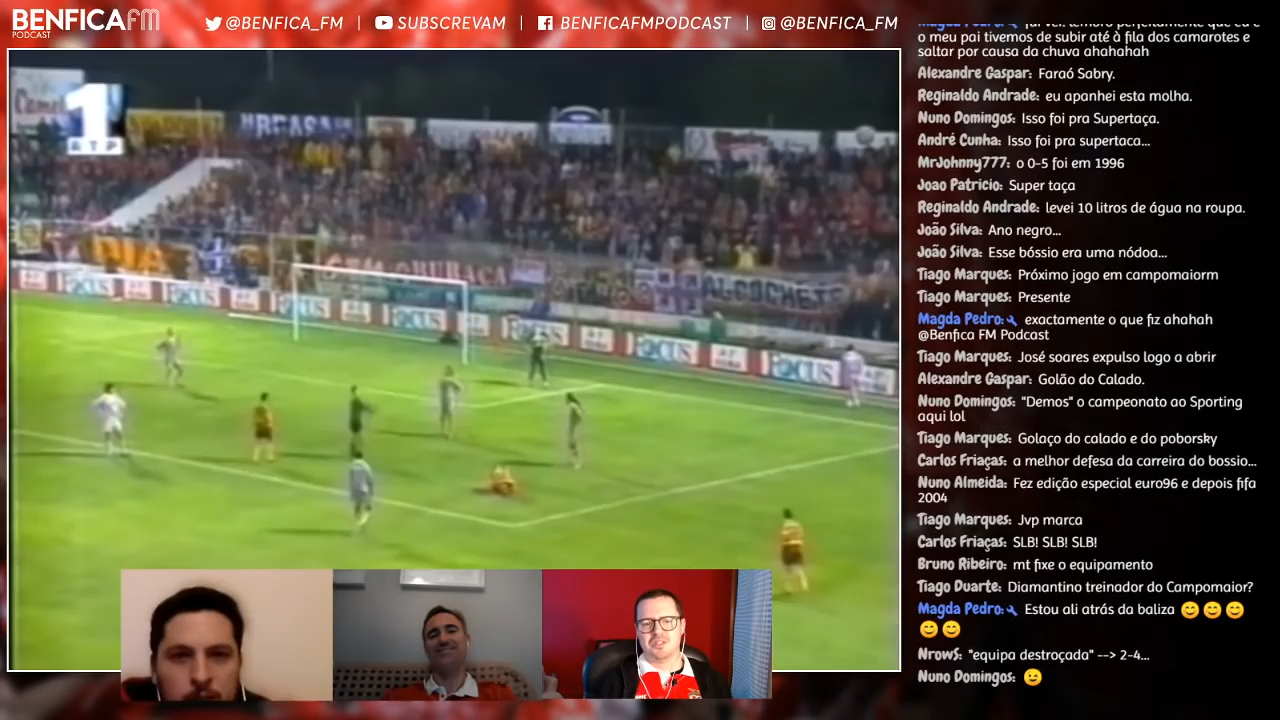 BENFICAFM
PODCAST
@BENFICA_FM | SUBSCREVAM | BENFICAFMPODCAST | @BENFICA_FM
o meu pai tivemos de subir até à fila dos camarotes e
saltar por causa da chuva ahahahah
Alexandre Gaspar: Faraó Sabry.
Reginaldo Andrade: eu apanhei esta molha.
Nuno Domingos: Isso foi pra Supertaça.
André Cunha: Isso foi pra supertaca...
MrJohnny777: o 0-5 foi em 1996
Joao Patricio: Super taça
Reginaldo Andrade: levei 10 litros de água na roupa.
João Silva: Ano negro...
João Silva: Esse bóssio era uma nódoa...
Tiago Marques: Próximo jogo em campomaiorm
Tiago Marques: Presente
Magda Pedro: exactamente o que fiz ahahah
@Benfica FM Podcast
Tiago Marques: José soares expulso logo a abrir
Alexandre Gaspar: Golão do Calado.
Nuno Domingos: "Demos" o campeonato ao Sporting
aqui lol
Tiago Marques: Golaço do calado e do poborsky
Carlos Friaças: a melhor defesa da carreira do bossio...
Nuno Almeida: Fez edição especial euro96 e depois fifa
2004
Tiago Marques: Jvp marca
Carlos Friaças: SLB! SLB! SLB!
Bruno Ribeiro: mt fixe o equipamento
Tiago Duarte: Diamantino treinador do Campomaior?
Magda Pedro: Estou ali atrás da baliza 😊😊😊
😊😊
NrowS: "equipa destroçada" --> 2-4...
Nuno Domingos: 😉
1
RTP
ALCOCHETE
FOCUS
FOCUS
FOCUS
FOCUS
FOCUS
FOCUS
FOCUS